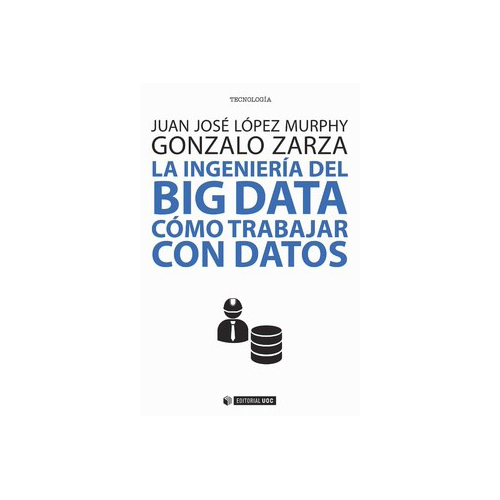 TECNOLOGÍA
JUAN JOSÉ LÓPEZ MURPHY
GONZALO ZARZA
LA INGENIERÍA DEL
BIG DATA
CÓMO TRABAJAR
CON DATOS
EDITORIAL UOC